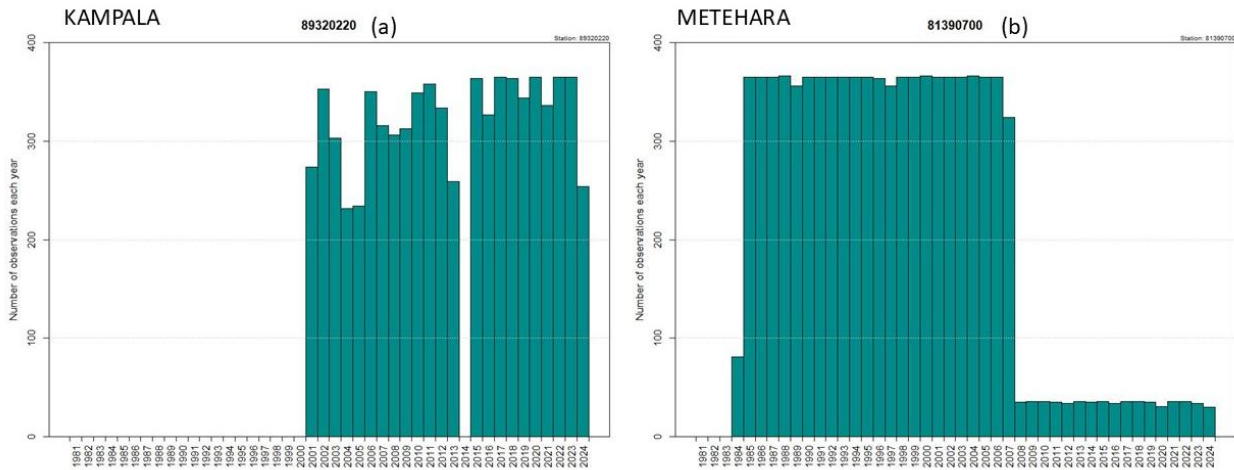 KAMPALA
89320220 (a)
Station: 89320220
Number of observations each year
400
300
200
100
0
1981 1982 1983 1984 1985 1986 1987 1988 1989 1990 1991 1992 1993 1994 1995 1996 1997 1998 1999 2000 2001 2002 2003 2004 2005 2006 2007 2008 2009 2010 2011 2012 2013 2014 2015 2016 2017 2018 2019 2020 2021 2022 2023 2024
METEHARA
81390700 (b)
Station: 81390700
Number of observations each year
400
300
200
100
0
1981 1982 1983 1984 1985 1986 1987 1988 1989 1990 1991 1992 1993 1994 1995 1996 1997 1998 1999 2000 2001 2002 2003 2004 2005 2006 2007 2008 2009 2010 2011 2012 2013 2014 2015 2016 2017 2018 2019 2020 2021 2022 2023 2024